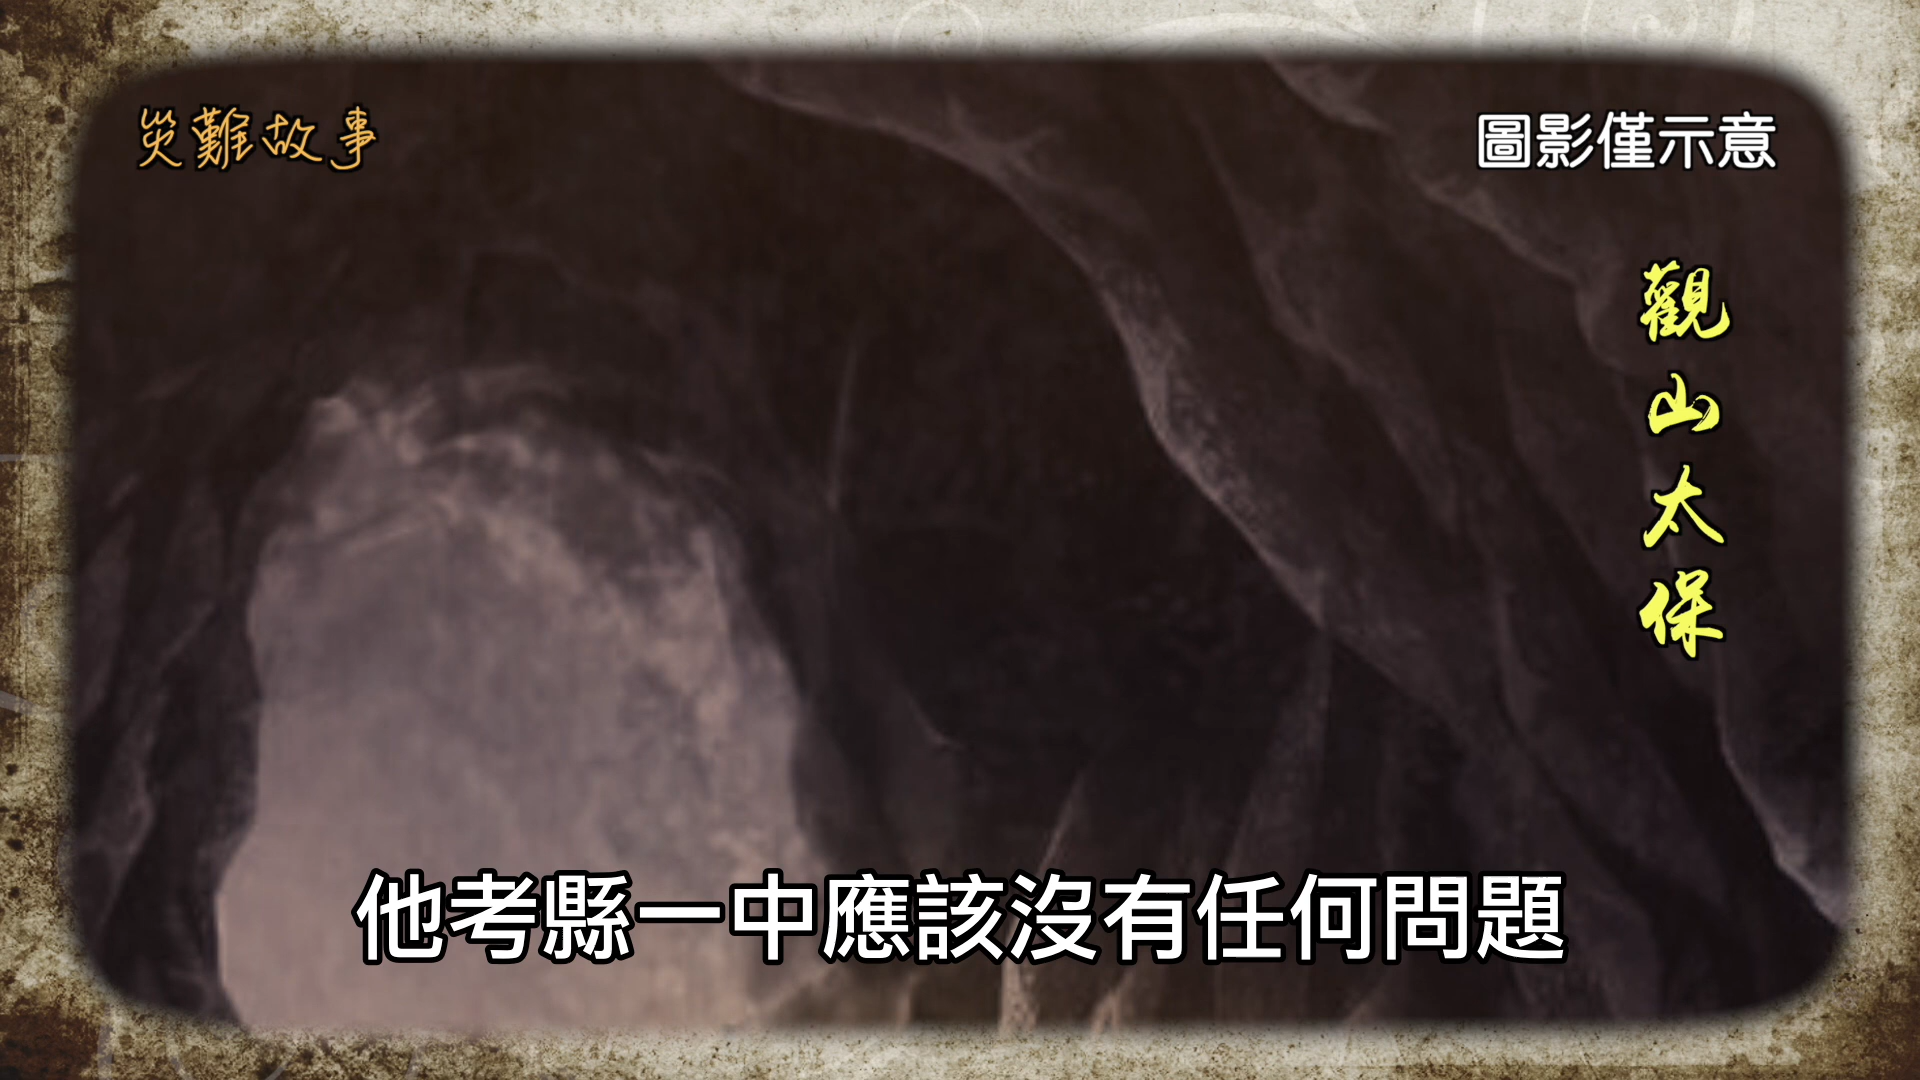 災難故事
圖影僅示意
觀山太保
他考縣一中應該沒有任何問題